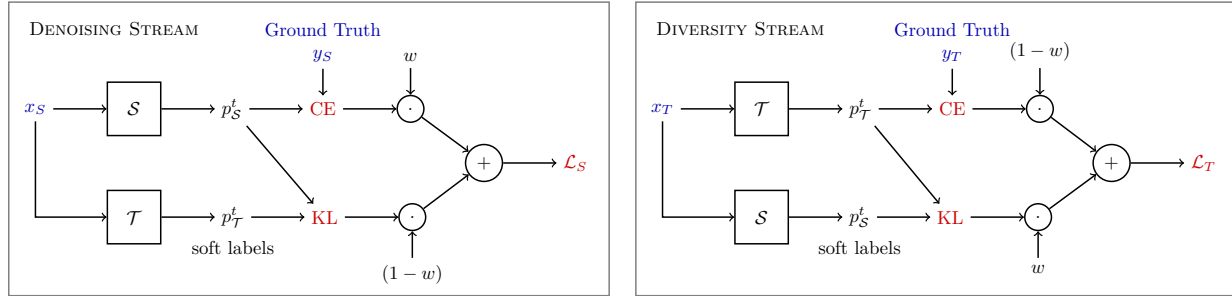 DENOISING STREAM
Ground Truth
y_S
w
x_S
𝒮
p^t_𝒮
CE
·
+
ℒ_S
𝒯
p^t_𝒯
KL
·
soft labels
(1 − w)
DIVERSITY STREAM
Ground Truth
y_T
(1 − w)
x_T
𝒯
p^t_𝒯
CE
·
+
ℒ_T
𝒮
p^t_𝒮
KL
·
soft labels
w